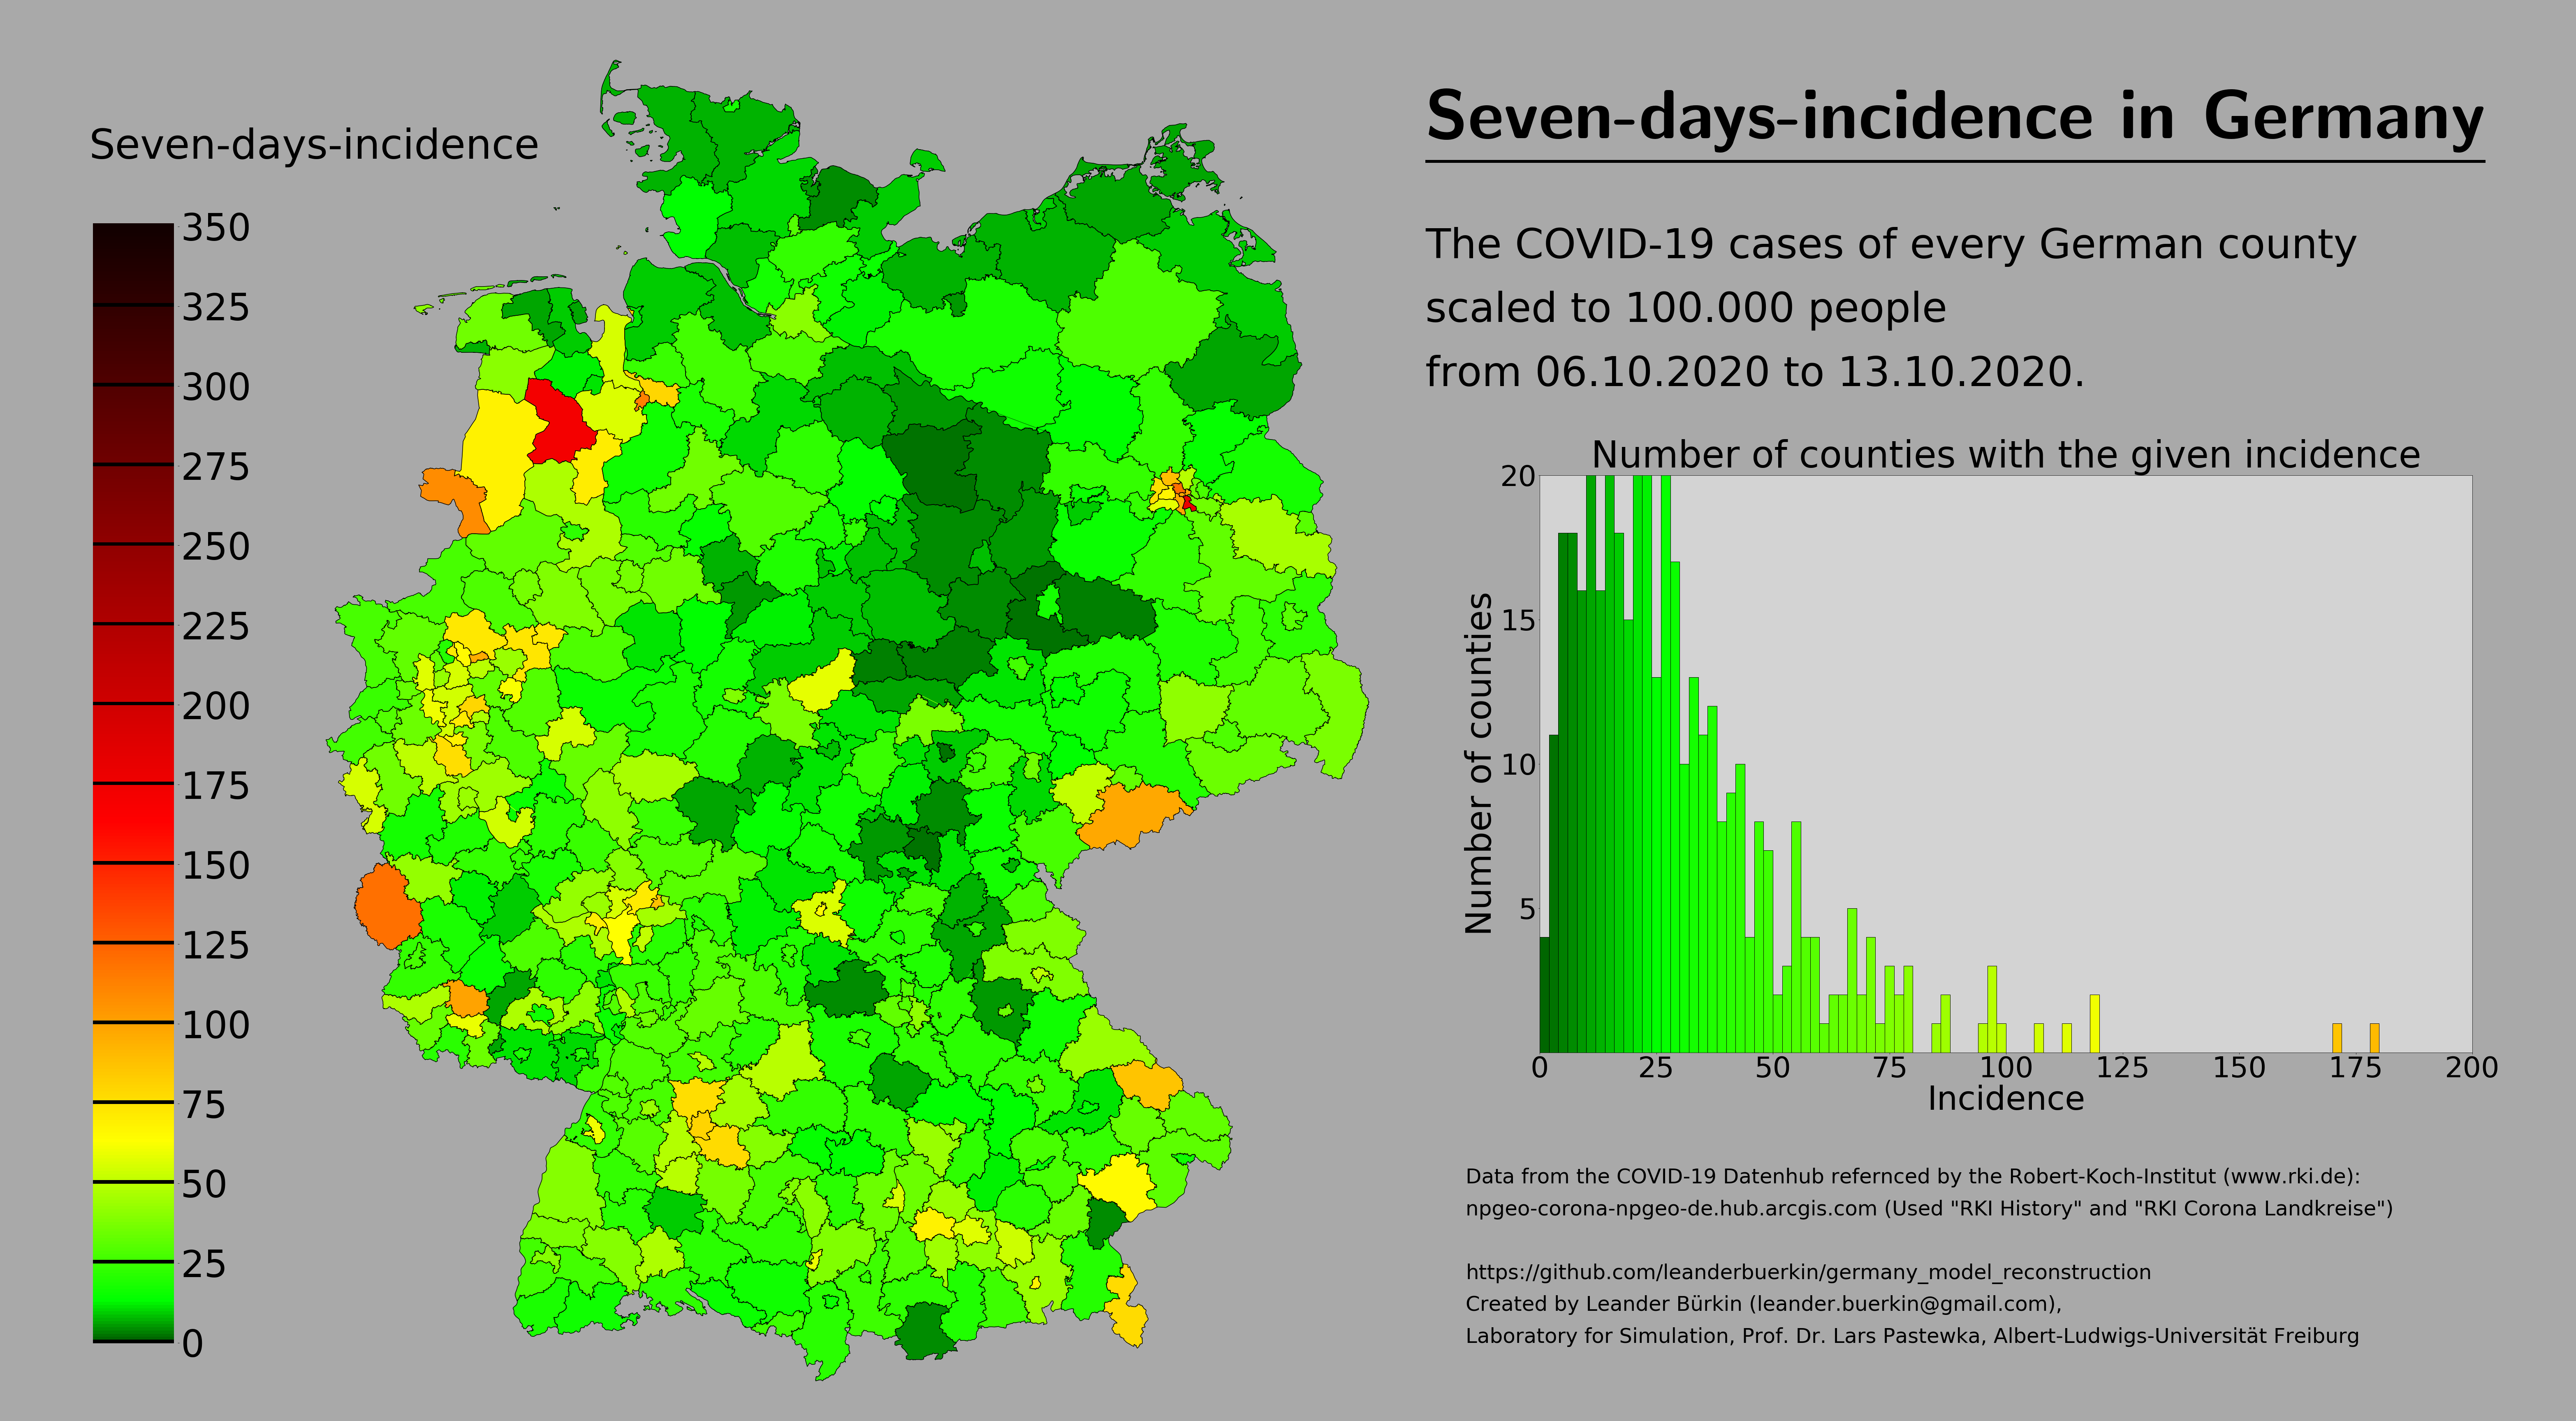 Seven-days-incidence in Germany
Seven-days-incidence
350
325
300
275
250
225
200
175
150
125
100
75
50
25
0
The COVID-19 cases of every German county
scaled to 100.000 people
from 06.10.2020 to 13.10.2020.
Number of counties with the given incidence
Number of counties
20
15
10
5
0 25 50 75 100 125 150 175 200
Incidence
Data from the COVID-19 Datenhub refernced by the Robert-Koch-Institut (www.rki.de):
npgeo-corona-npgeo-de.hub.arcgis.com (Used "RKI History" and "RKI Corona Landkreise")
https://github.com/leanderbuerkin/germany_model_reconstruction
Created by Leander Bürkin (leander.buerkin@gmail.com),
Laboratory for Simulation, Prof. Dr. Lars Pastewka, Albert-Ludwigs-Universität Freiburg